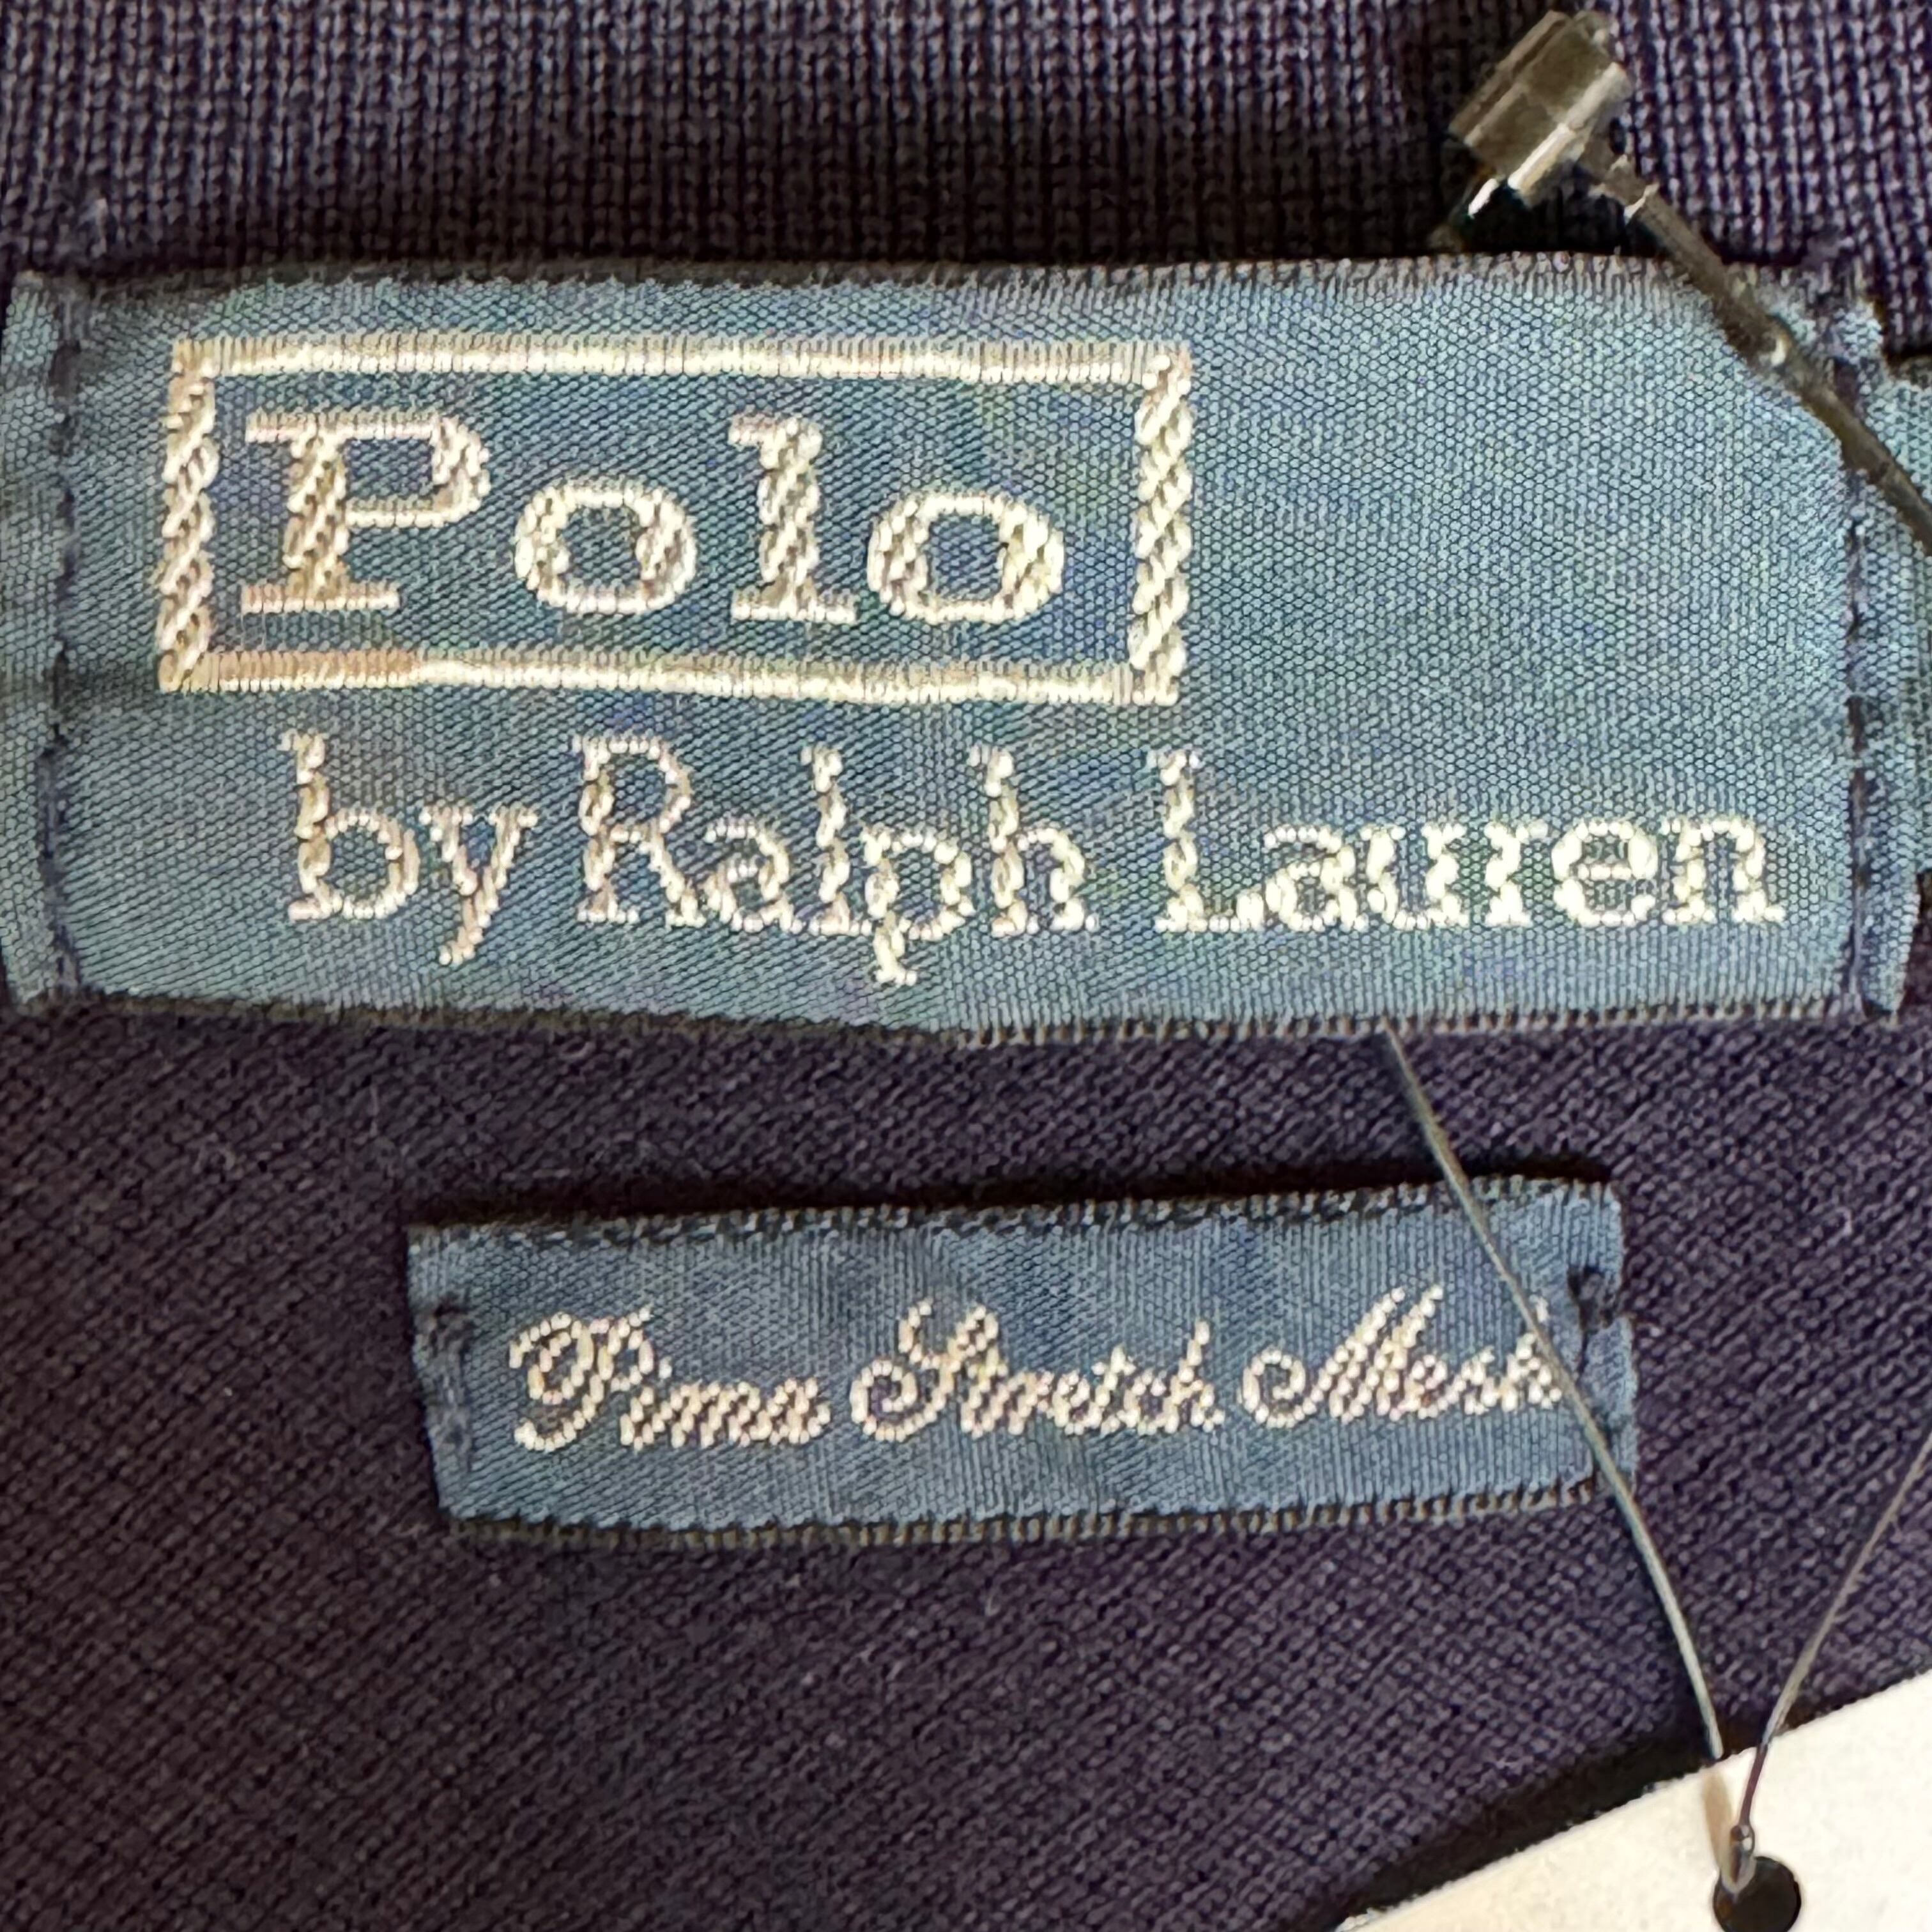 Polo
by Ralph Lauren
Pima Stretch Mesh